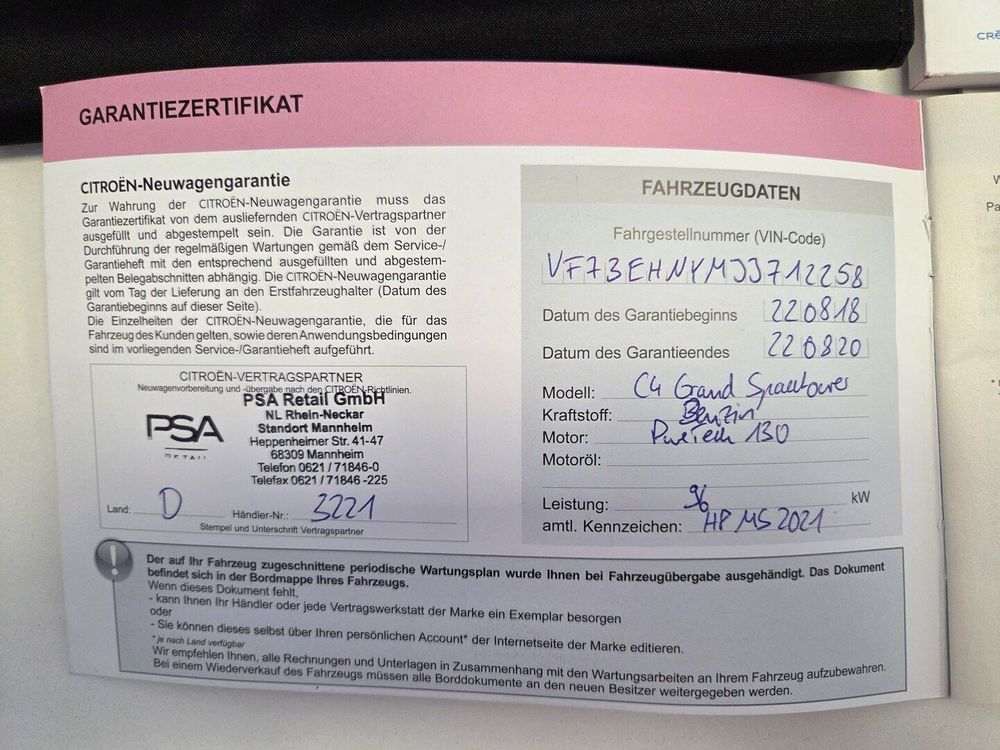 CRÉ
GARANTIEZERTIFIKAT
CITROËN-Neuwagengarantie
Zur Wahrung der CITROËN-Neuwagengarantie muss das
Garantiezertifikat von dem ausliefernden CITROËN-Vertragspartner
ausgefüllt und abgestempelt sein. Die Garantie ist von der
Durchführung der regelmäßigen Wartungen gemäß dem Service-/
Garantieheft mit den entsprechend ausgefüllten und abgestem-
pelten Belegabschnitten abhängig. Die CITROËN-Neuwagengarantie
gilt vom Tag der Lieferung an den Erstfahrzeughalter (Datum des
Garantiebeginns auf dieser Seite).
Die Einzelheiten der CITROËN-Neuwagengarantie, die für das
Fahrzeug des Kunden gelten, sowie deren Anwendungsbedingungen
sind im vorliegenden Service-/Garantieheft aufgeführt.
CITROËN-VERTRAGSPARTNER
Neuwagenvorbereitung und -übergabe nach den CITROËN-Richtlinien.
PSA
RETAIL
PSA Retail GmbH
NL Rhein-Neckar
Standort Mannheim
Heppenheimer Str. 41-47
68309 Mannheim
Telefon 0621 / 71846-0
Telefax 0621 / 71846 -225
Land: D Händler-Nr.: 3221
Stempel und Unterschrift Vertragspartner
FAHRZEUGDATEN
Fahrgestellnummer (VIN-Code)
VF73EHNYMJJ712258
Datum des Garantiebeginns 220818
Datum des Garantieendes 220820
Modell: C4 Grand Spacetourer
Kraftstoff: Benzin
Motor: PureTech 130
Motoröl:
Leistung: 96 kW
amtl. Kennzeichen: HP MS 2021
Der auf Ihr Fahrzeug zugeschnittene periodische Wartungsplan wurde Ihnen bei Fahrzeugübergabe ausgehändigt. Das Dokument
befindet sich in der Bordmappe Ihres Fahrzeugs.
Wenn dieses Dokument fehlt,
- kann Ihnen Ihr Händler oder jede Vertragswerkstatt der Marke ein Exemplar besorgen
oder
- Sie können dieses selbst über Ihren persönlichen Account* der Internetseite der Marke editieren.
* je nach Land verfügbar
Wir empfehlen Ihnen, alle Rechnungen und Unterlagen in Zusammenhang mit den Wartungsarbeiten an Ihrem Fahrzeug aufzubewahren.
Bei einem Wiederverkauf des Fahrzeugs müssen alle Borddokumente an den neuen Besitzer weitergegeben werden.